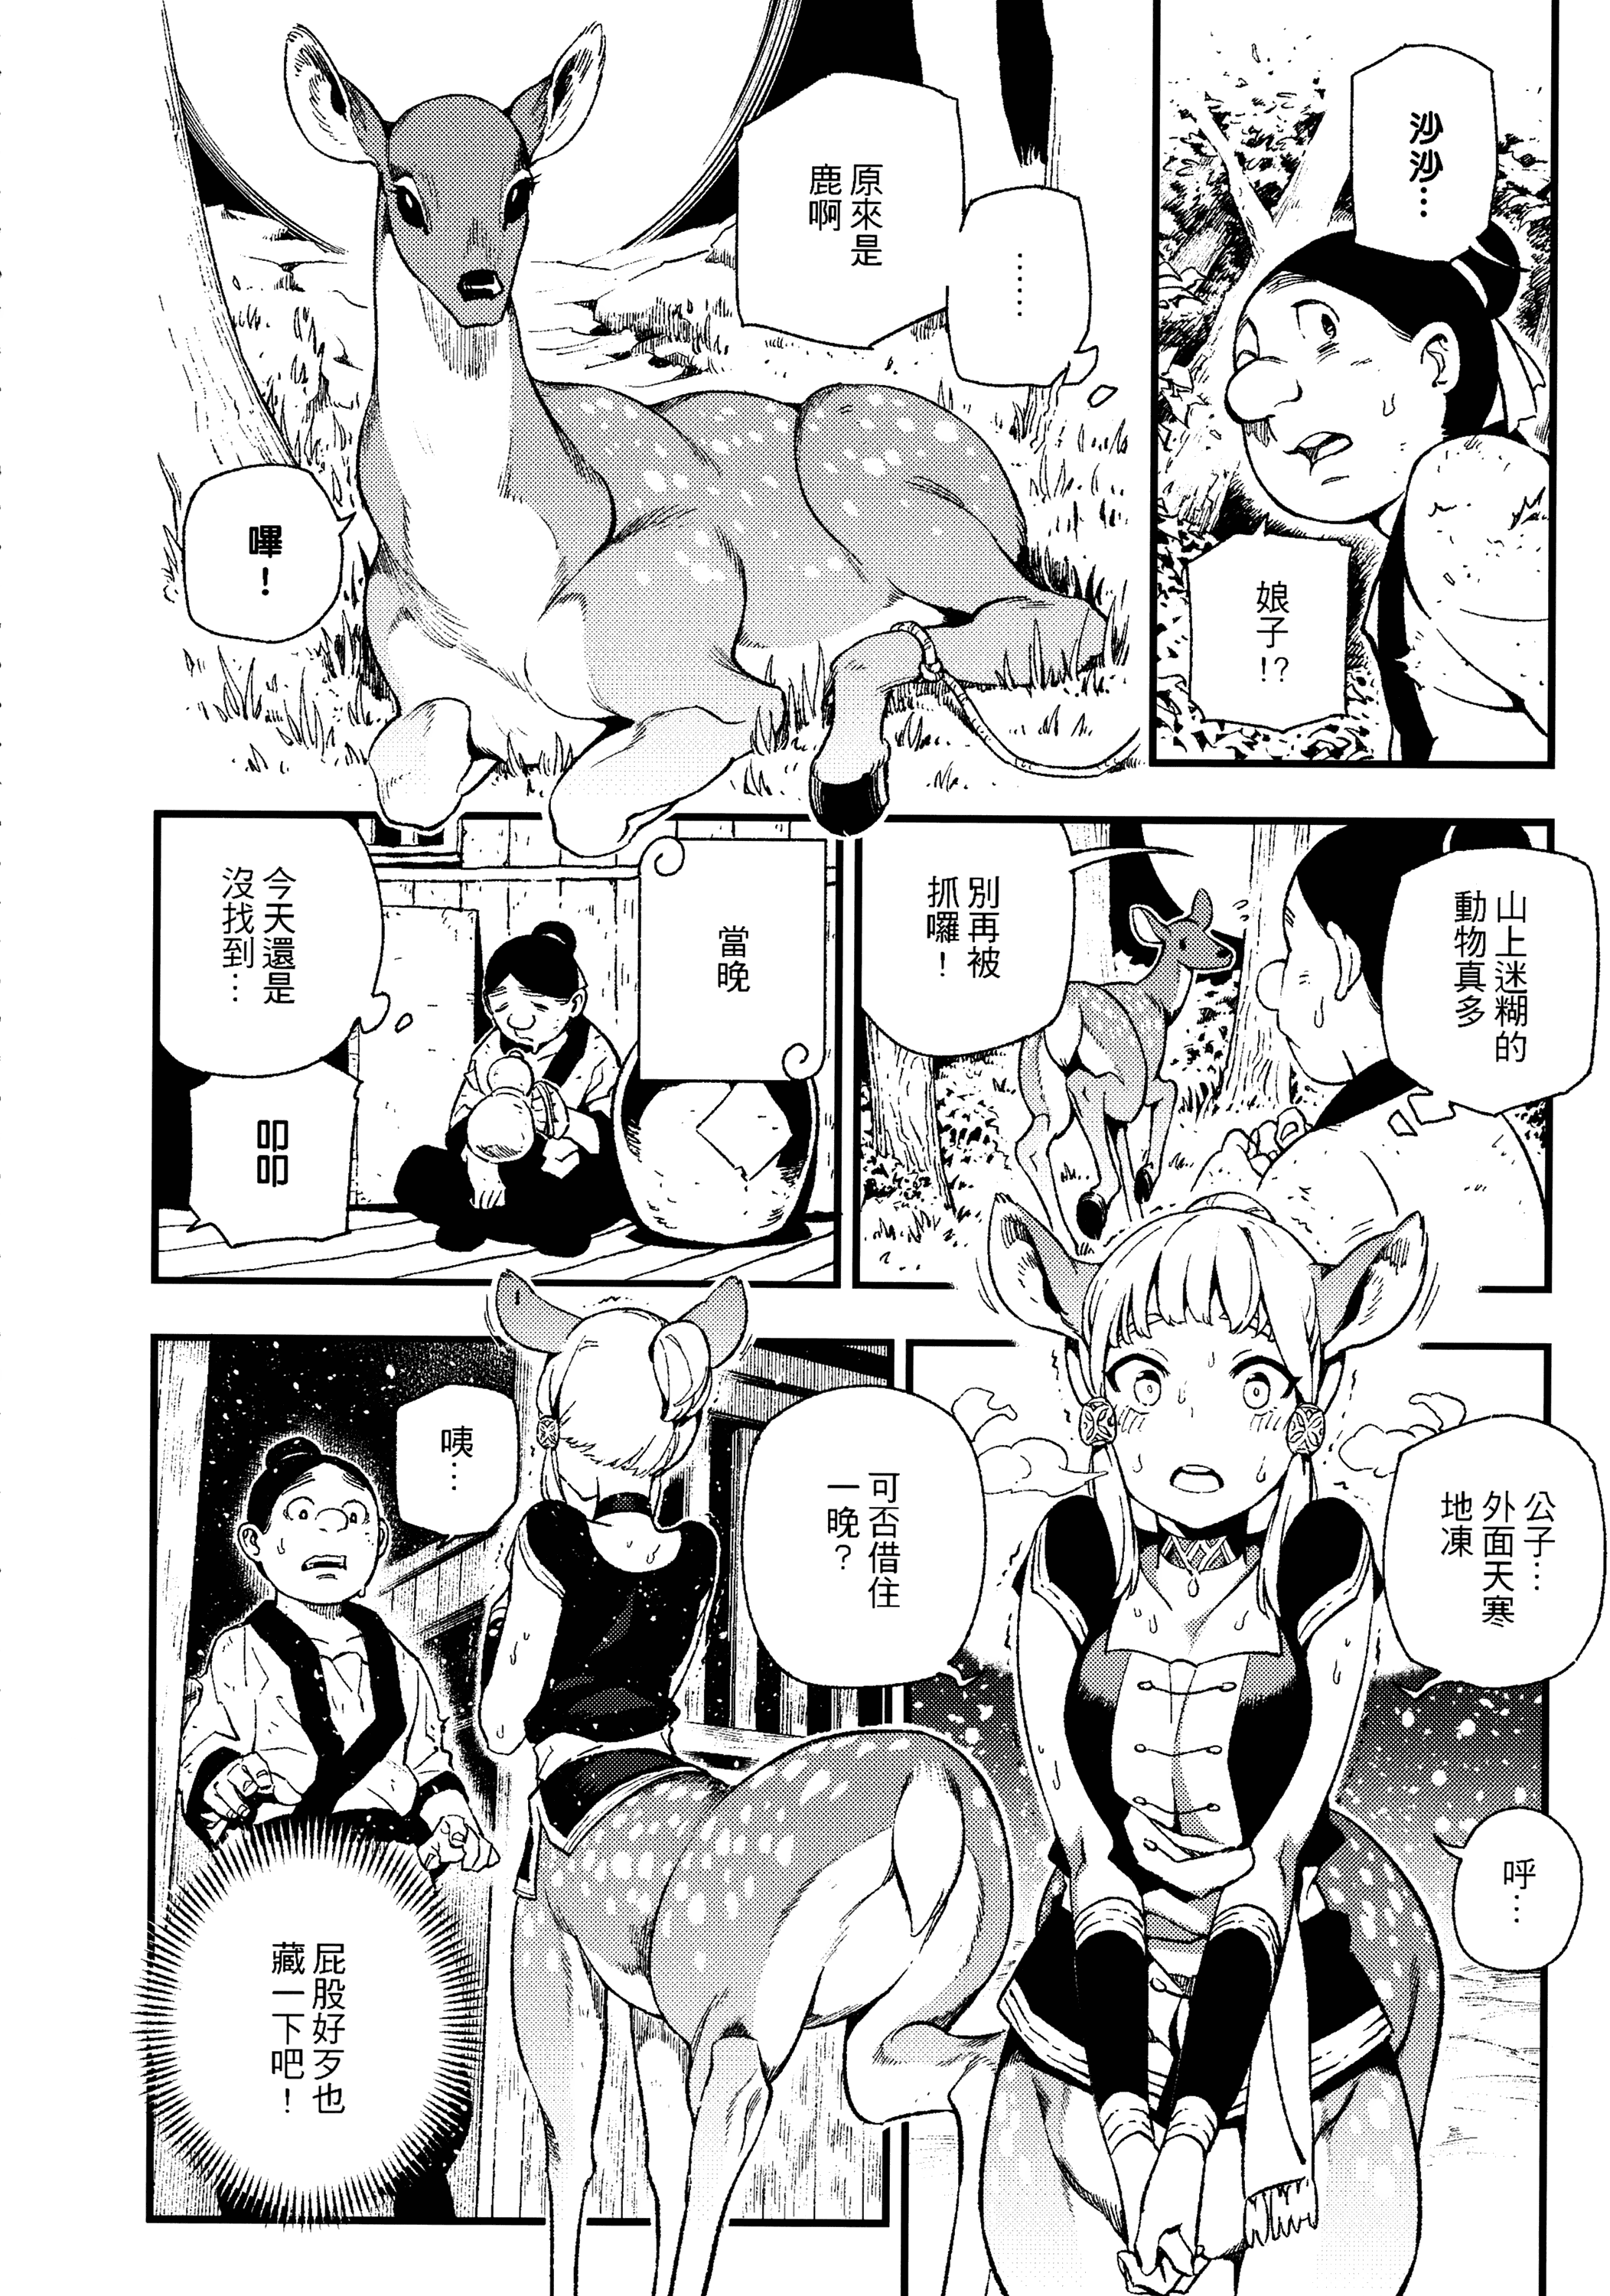 沙沙…
娘子!?
……
原來是
鹿啊
嗶！
山上迷糊的
動物真多
別再被
抓囉！
當晚
今天還是
沒找到…
叩叩
公子…
外面天寒
地凍
呼…
可否借住
一晚？
咦…
屁股好歹也
藏一下吧！